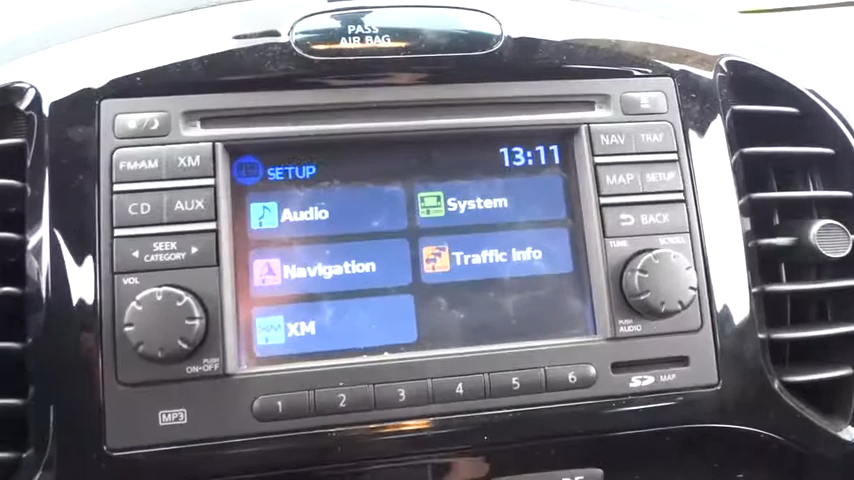 PASS
AIR BAG
FM•AM XM
CD AUX
SEEK
CATEGORY
VOL
PUSH
ON•OFF
MP3
SETUP
13:11
Audio
System
Navigation
Traffic Info
XM
1 2 3 4 5 6
NAV TRAF
MAP SETUP
BACK
TUNE SCROLL
PUSH
AUDIO
SD MAP